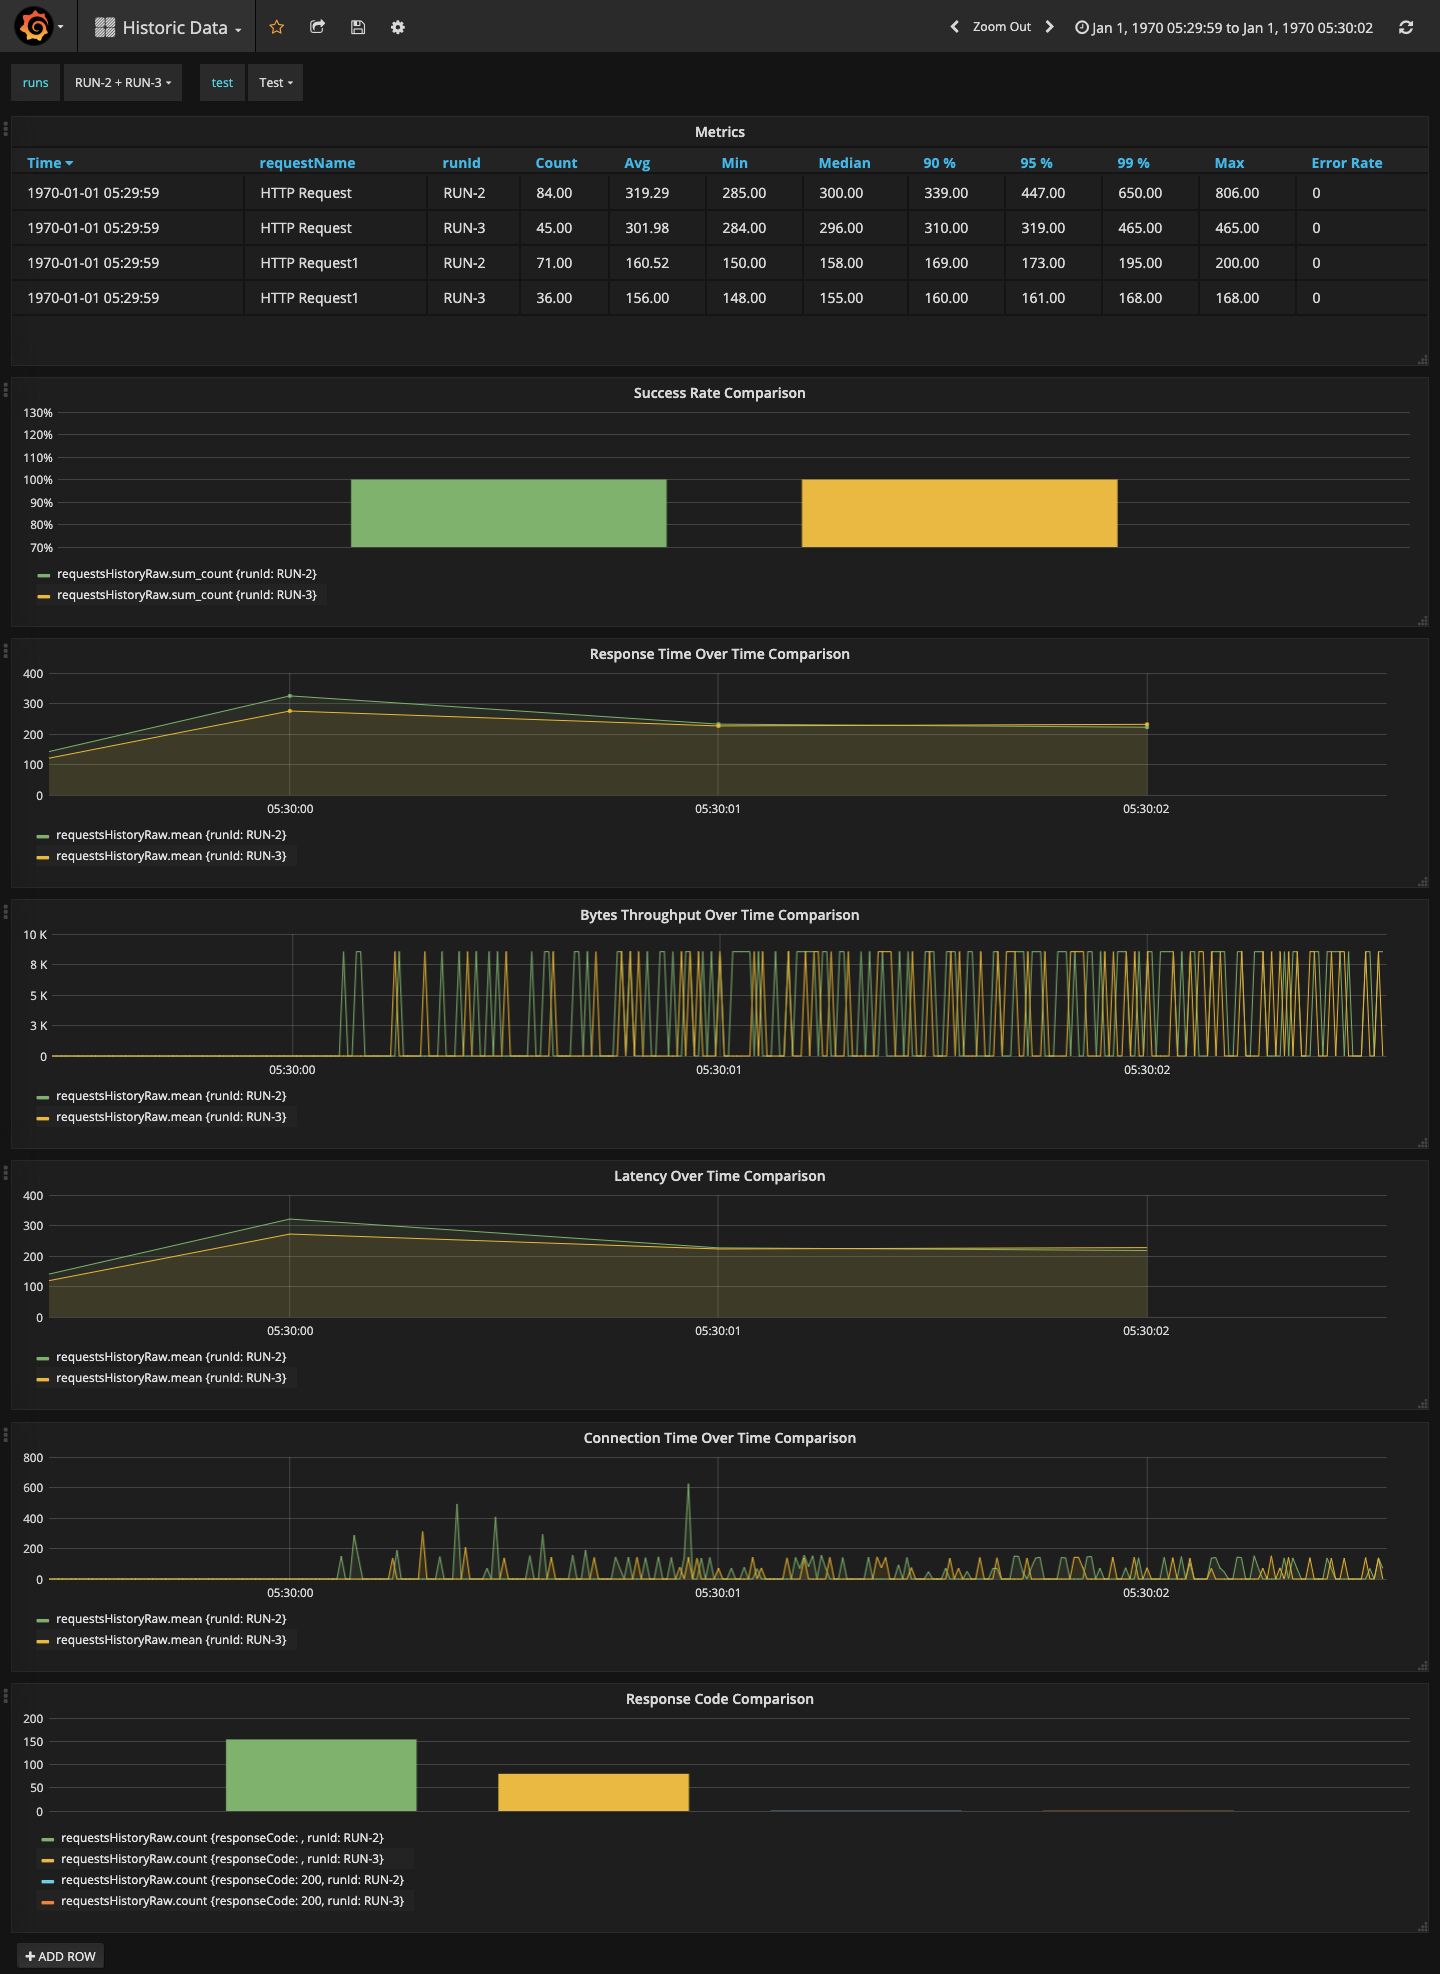 Historic Data
Zoom Out
Jan 1, 1970 05:29:59 to Jan 1, 1970 05:30:02
runs RUN-2 + RUN-3 test Test
Metrics
Time requestName runId Count Avg Min Median 90 % 95 % 99 % Max Error Rate
1970-01-01 05:29:59 HTTP Request RUN-2 84.00 319.29 285.00 300.00 339.00 447.00 650.00 806.00 0
1970-01-01 05:29:59 HTTP Request RUN-3 45.00 301.98 284.00 296.00 310.00 319.00 465.00 465.00 0
1970-01-01 05:29:59 HTTP Request1 RUN-2 71.00 160.52 150.00 158.00 169.00 173.00 195.00 200.00 0
1970-01-01 05:29:59 HTTP Request1 RUN-3 36.00 156.00 148.00 155.00 160.00 161.00 168.00 168.00 0
Success Rate Comparison
130%
120%
110%
100%
90%
80%
70%
requestsHistoryRaw.sum_count {runId: RUN-2}
requestsHistoryRaw.sum_count {runId: RUN-3}
Response Time Over Time Comparison
400
300
200
100
0
05:30:00 05:30:01 05:30:02
requestsHistoryRaw.mean {runId: RUN-2}
requestsHistoryRaw.mean {runId: RUN-3}
Bytes Throughput Over Time Comparison
10 K
8 K
5 K
3 K
0
05:30:00 05:30:01 05:30:02
requestsHistoryRaw.mean {runId: RUN-2}
requestsHistoryRaw.mean {runId: RUN-3}
Latency Over Time Comparison
400
300
200
100
0
05:30:00 05:30:01 05:30:02
requestsHistoryRaw.mean {runId: RUN-2}
requestsHistoryRaw.mean {runId: RUN-3}
Connection Time Over Time Comparison
800
600
400
200
0
05:30:00 05:30:01 05:30:02
requestsHistoryRaw.mean {runId: RUN-2}
requestsHistoryRaw.mean {runId: RUN-3}
Response Code Comparison
200
150
100
50
0
requestsHistoryRaw.count {responseCode: , runId: RUN-2}
requestsHistoryRaw.count {responseCode: , runId: RUN-3}
requestsHistoryRaw.count {responseCode: 200, runId: RUN-2}
requestsHistoryRaw.count {responseCode: 200, runId: RUN-3}
+ ADD ROW